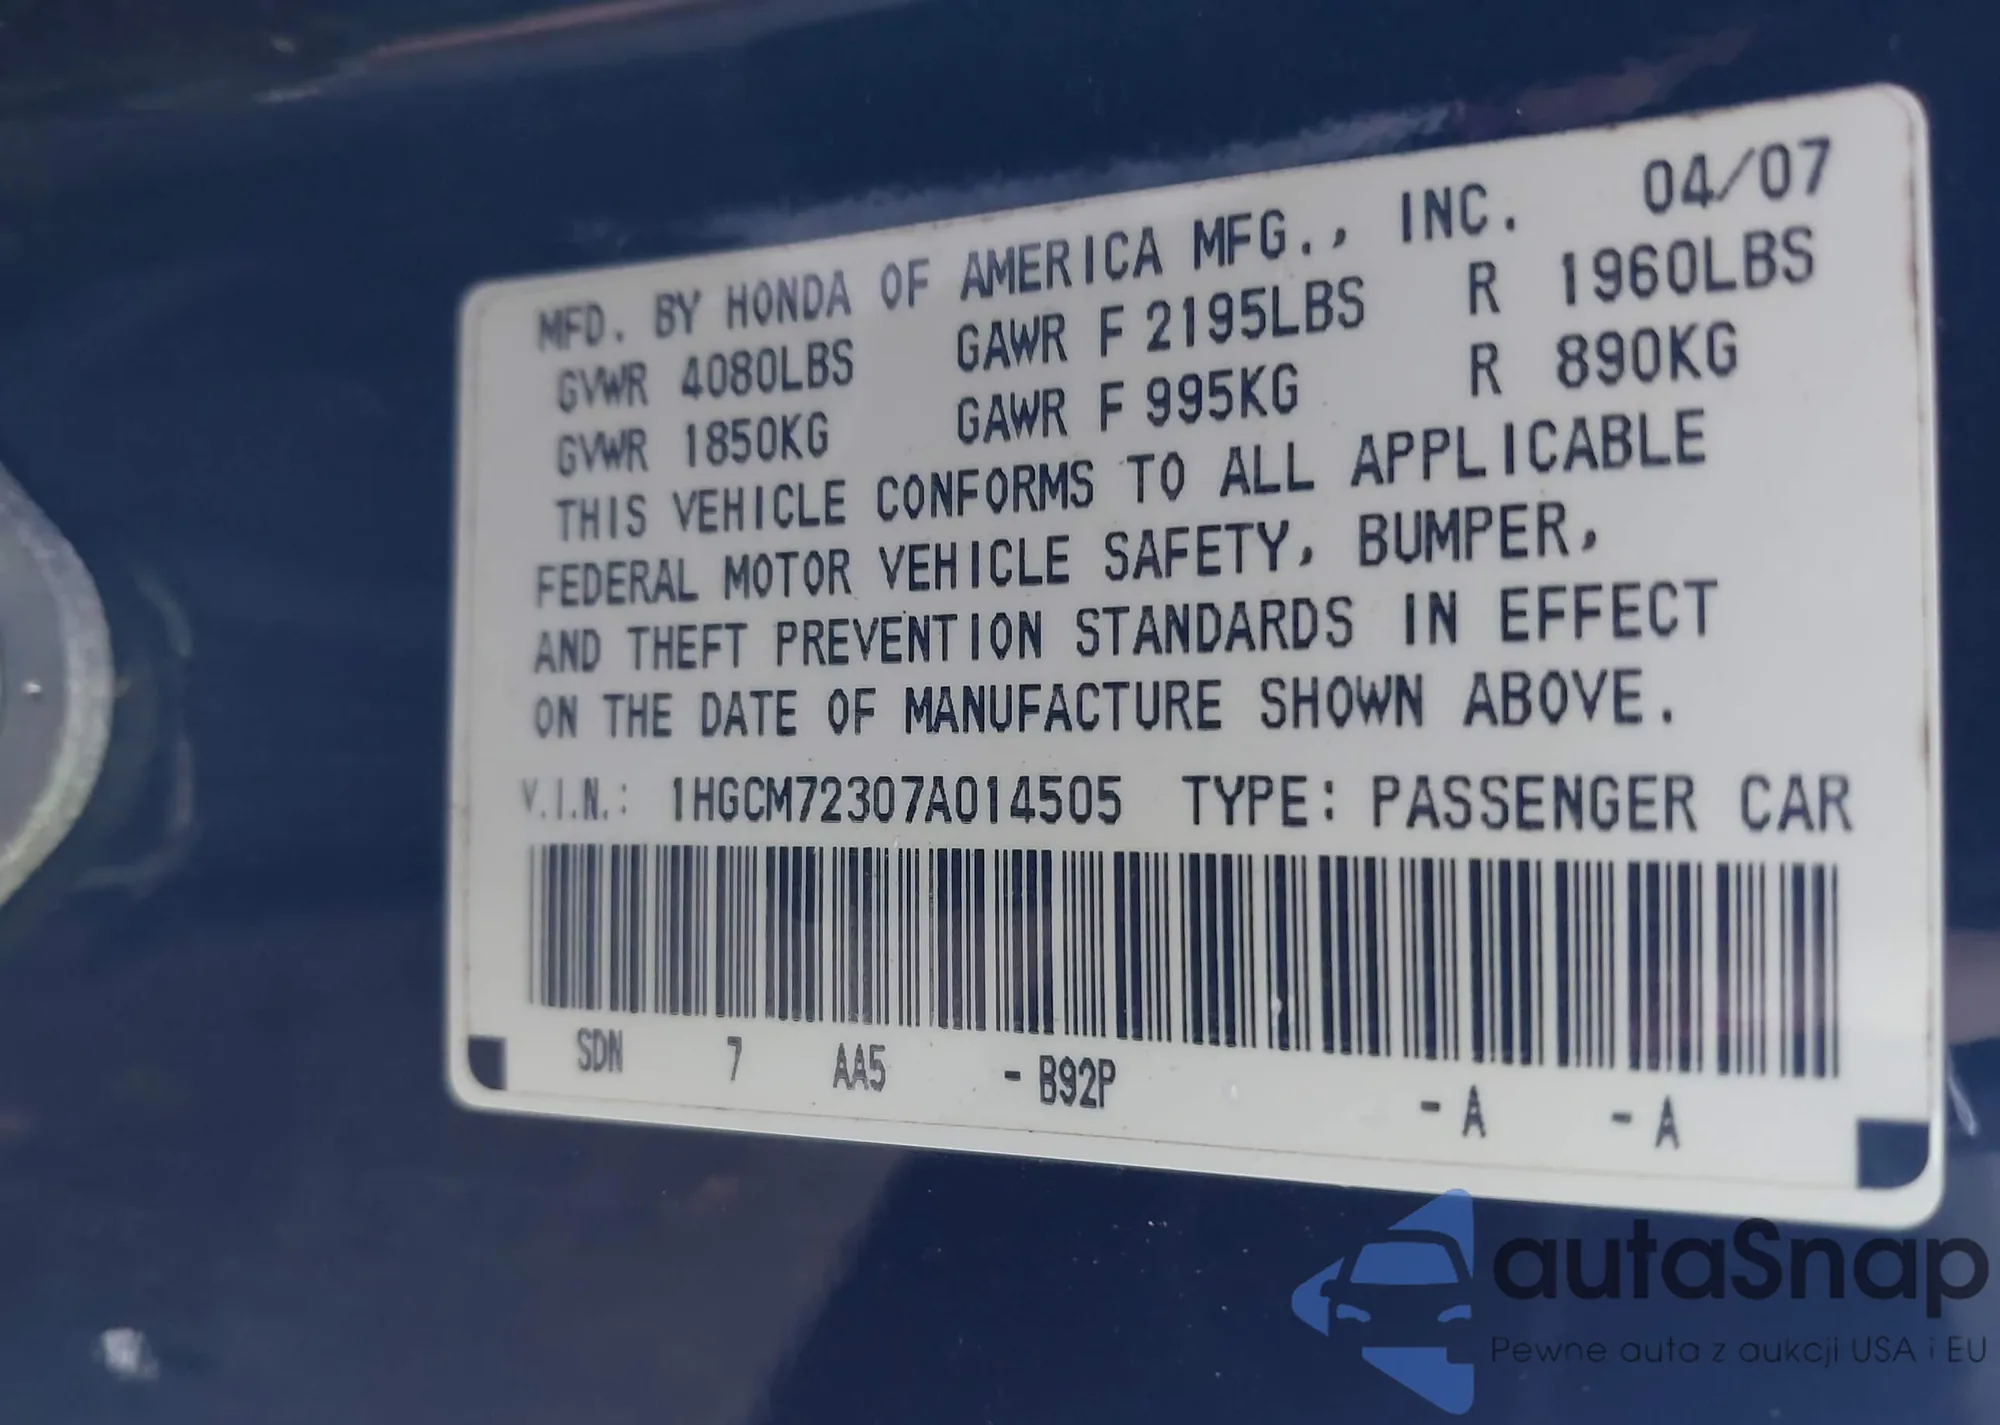 MFD. BY HONDA OF AMERICA MFG., INC. 04/07
GVWR 4080LBS GAWR F 2195LBS R 1960LBS
GVWR 1850KG GAWR F 995KG R 890KG
THIS VEHICLE CONFORMS TO ALL APPLICABLE
FEDERAL MOTOR VEHICLE SAFETY, BUMPER,
AND THEFT PREVENTION STANDARDS IN EFFECT
ON THE DATE OF MANUFACTURE SHOWN ABOVE.
V.I.N.: 1HGCM72307A014505 TYPE: PASSENGER CAR
SDN 7 AA5 - B92P - A - A
autaSnap
Pewne auta z aukcji USA i EU